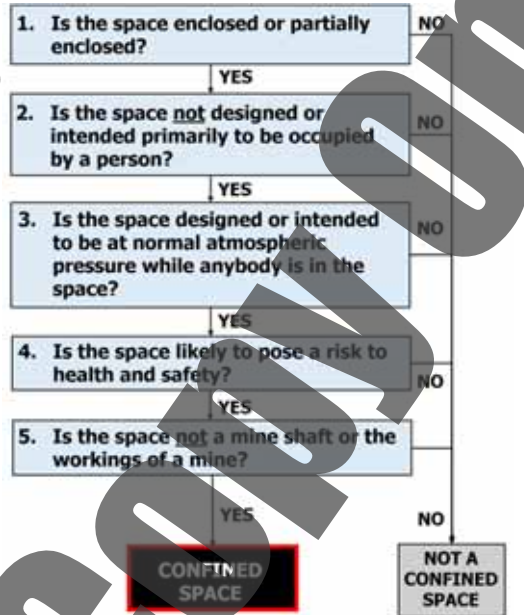 1. Is the space enclosed or partially
enclosed?
NO
YES
2. Is the space not designed or
intended primarily to be occupied
by a person?
NO
YES
3. Is the space designed or intended
to be at normal atmospheric
pressure while anybody is in the
space?
NO
YES
4. Is the space likely to pose a risk to
health and safety?
NO
YES
5. Is the space not a mine shaft or the
workings of a mine?
YES
NO
CONFINED
SPACE
NOT A
CONFINED
SPACE